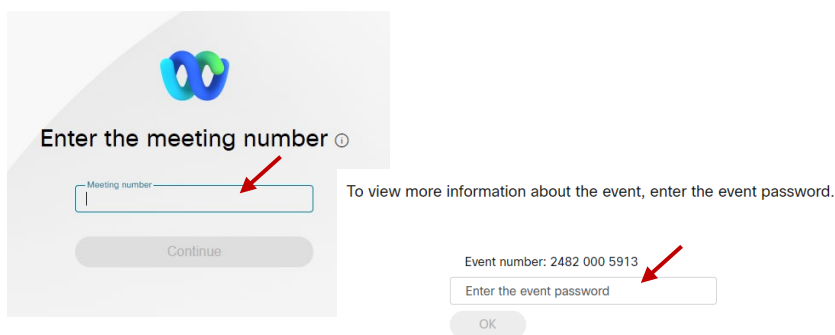 Enter the meeting number
Meeting number
Continue
To view more information about the event, enter the event password.
Event number: 2482 000 5913
Enter the event password
OK